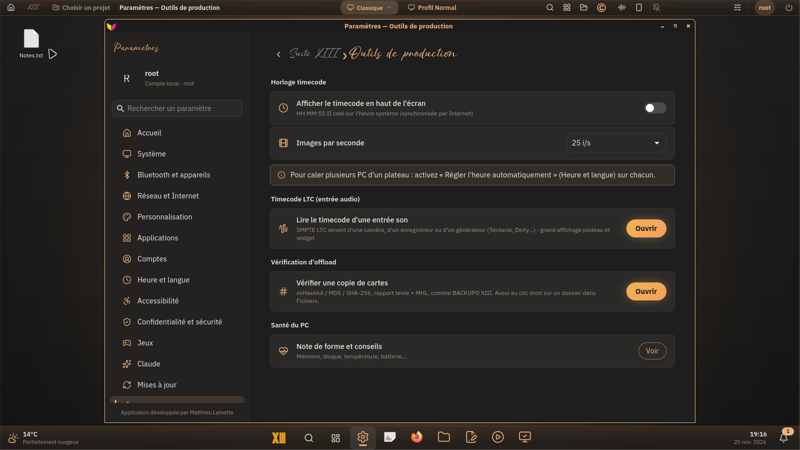 XIII
Choisir un projet
Paramètres — Outils de production
Classique
Profil Normal
root
Notes.txt
Paramètres — Outils de production
Paramètres
R
root
Compte local · root
Rechercher un paramètre
Accueil
Système
Bluetooth et appareils
Réseau et Internet
Personnalisation
Applications
Comptes
Heure et langue
Accessibilité
Confidentialité et sécurité
Jeux
Claude
Mises à jour
Application développée par Matthieu Lamotte
Suite XIII
Outils de production
Horloge timecode
Afficher le timecode en haut de l'écran
HH:MM:SS:II calé sur l'heure système (synchronisée par Internet)
Images par seconde
25 i/s
Pour caler plusieurs PC d'un plateau : activez « Régler l'heure automatiquement » (Heure et langue) sur chacun.
Timecode LTC (entrée audio)
Lire le timecode d'une entrée son
SMPTE LTC venant d'une caméra, d'un enregistreur ou d'un générateur (Tentacle, Deity…) : grand affichage plateau et
widget
Ouvrir
Vérification d'offload
Vérifier une copie de cartes
xxHash64 / MD5 / SHA-256, rapport texte + MHL, comme BACKUPO XIII. Aussi au clic droit sur un dossier dans
Fichiers.
Ouvrir
Santé du PC
Note de forme et conseils
Mémoire, disque, température, batterie…
Voir
14°C
Partiellement nuageux
XIII
19:16
20 nov. 2026
1